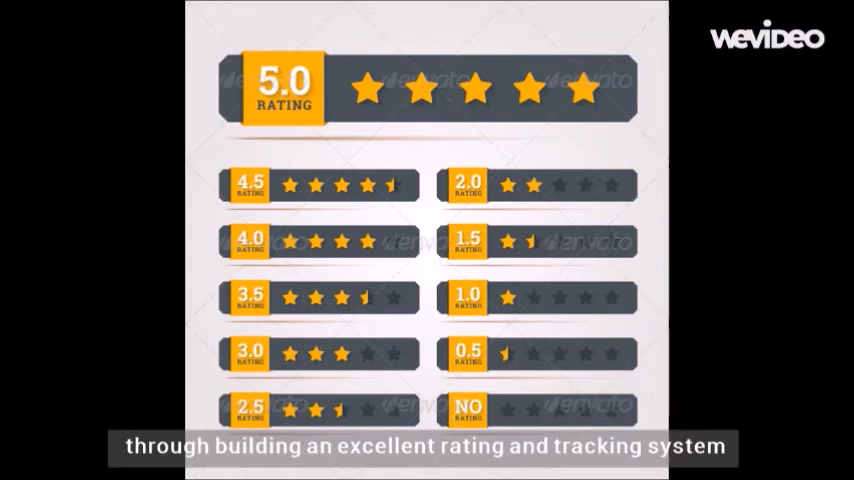 WEVIDEO
5.0
RATING
4.5
RATING
2.0
RATING
4.0
RATING
1.5
RATING
3.5
RATING
1.0
RATING
3.0
RATING
0.5
RATING
2.5
RATING
NO
RATING
envato
through building an excellent rating and tracking system